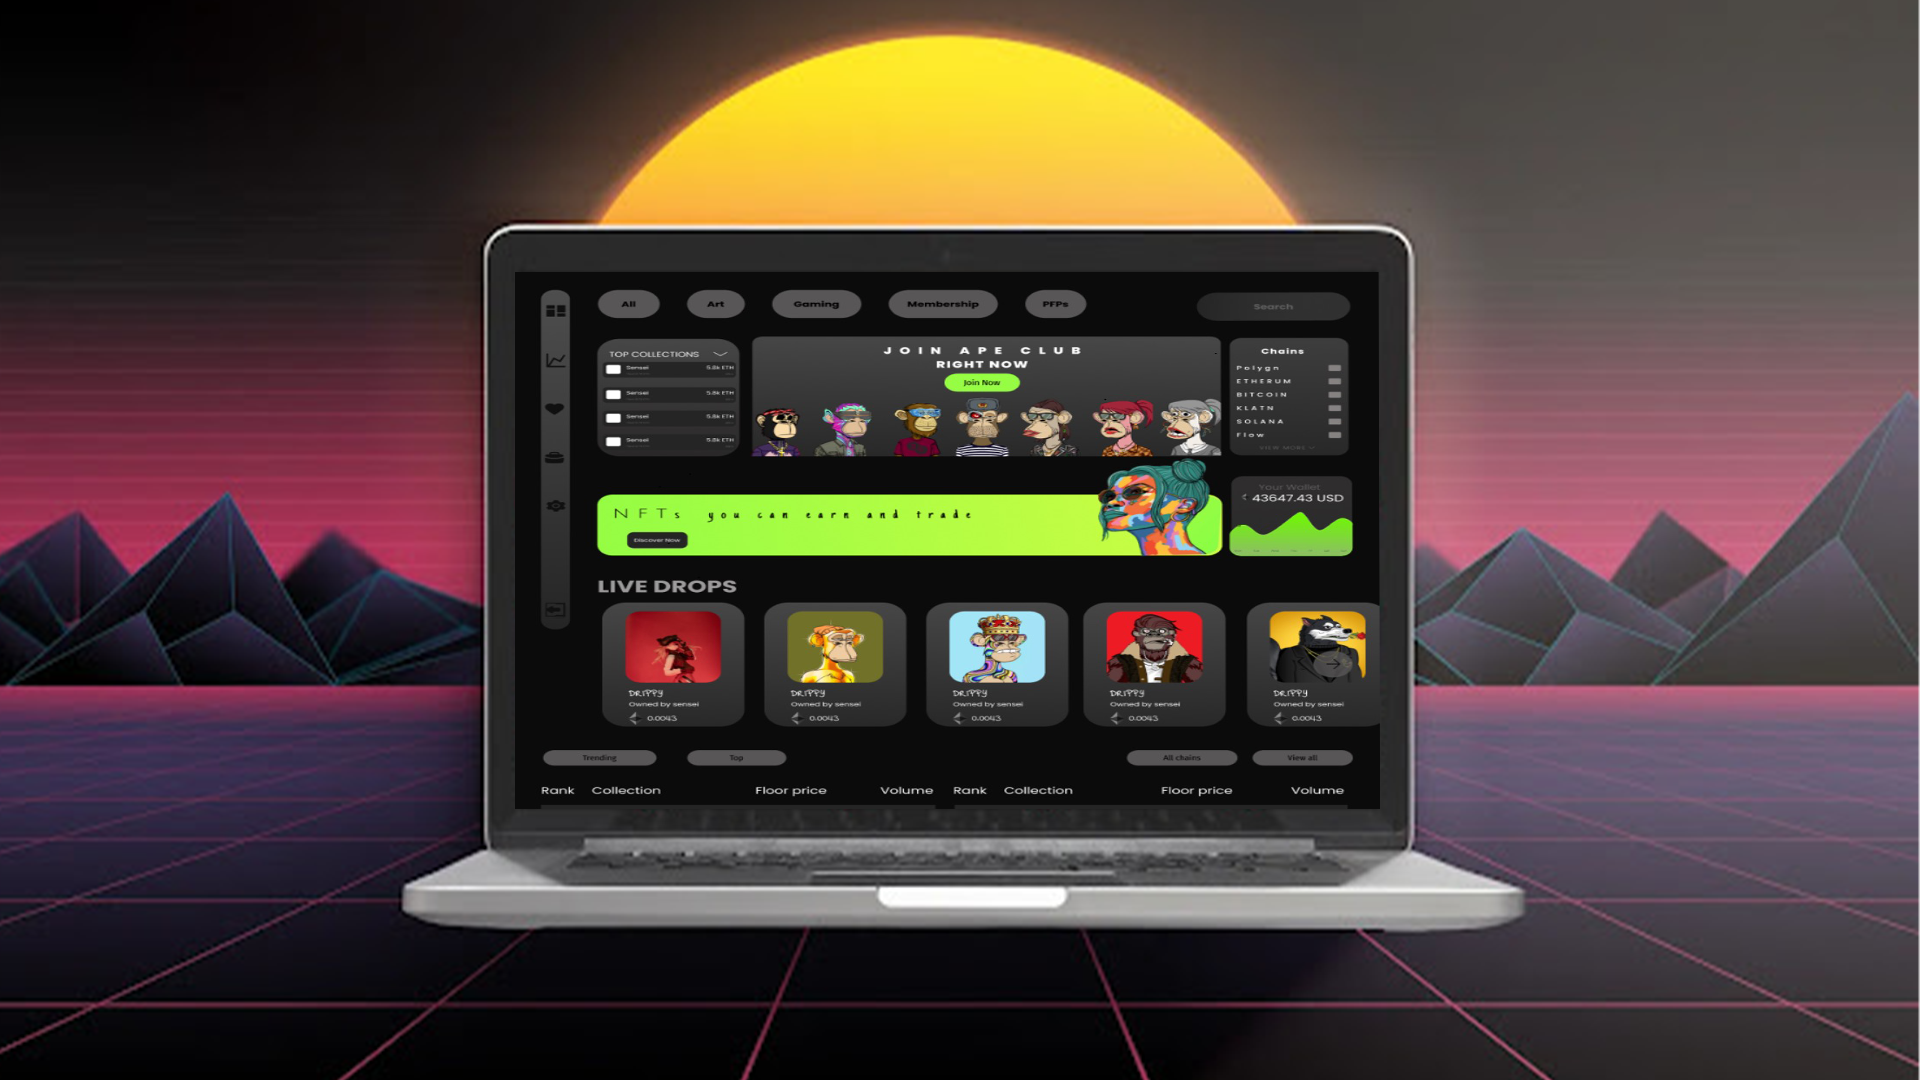 All Art Gaming Membership PFPs Search
TOP COLLECTIONS
Sensei 5.8k ETH
Sensei 5.8k ETH
Sensei 5.8k ETH
Sensei 5.8k ETH
JOIN APE CLUB
RIGHT NOW
Join Now
Chains
Polygn
ETHERUM
BITCOIN
KLATN
SOLANA
Flow
VIEW MORE
NFTs you can earn and trade
Discover Now
Your Wallet
43647.43 USD
LIVE DROPS
DRIPPY
Owned by sensei
0.0043
DRIPPY
Owned by sensei
0.0043
DRIPPY
Owned by sensei
0.0043
DRIPPY
Owned by sensei
0.0043
DRIPPY
Owned by sensei
0.0043
Trending Top All chains View all
Rank Collection Floor price Volume Rank Collection Floor price Volume